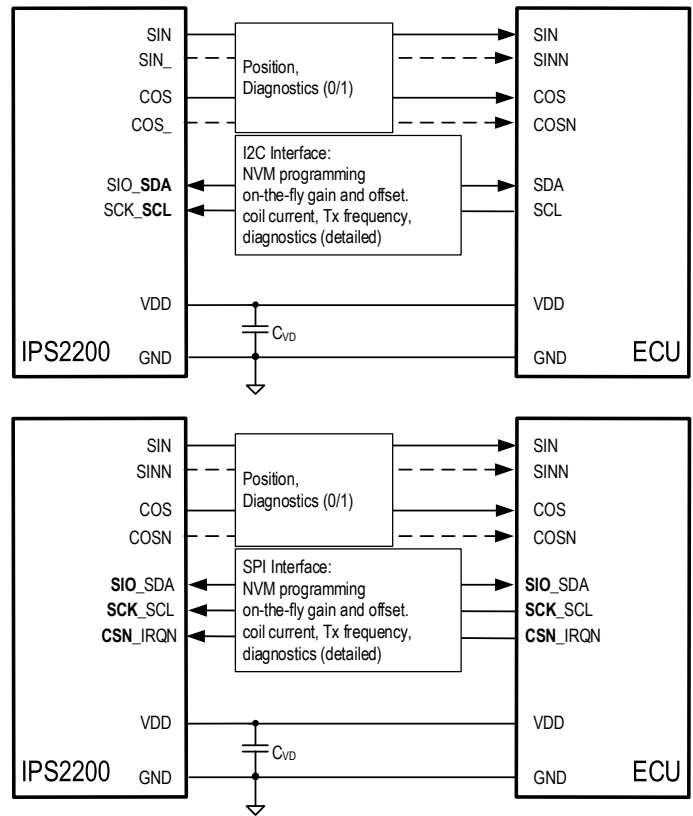 SIN
SIN_
COS
COS_
SIO_SDA
SCK_SCL
VDD
GND
IPS2200
Position,
Diagnostics (0/1)
I2C Interface:
NVM programming
on-the-fly gain and offset.
coil current, Tx frequency,
diagnostics (detailed)
CVD
SIN
SINN
COS
COSN
SDA
SCL
VDD
GND
ECU
SIN
SINN
COS
COSN
SIO_SDA
SCK_SCL
CSN_IRQN
VDD
GND
IPS2200
Position,
Diagnostics (0/1)
SPI Interface:
NVM programming
on-the-fly gain and offset.
coil current, Tx frequency,
diagnostics (detailed)
CVD
SIN
SINN
COS
COSN
SIO_SDA
SCK_SCL
CSN_IRQN
VDD
GND
ECU